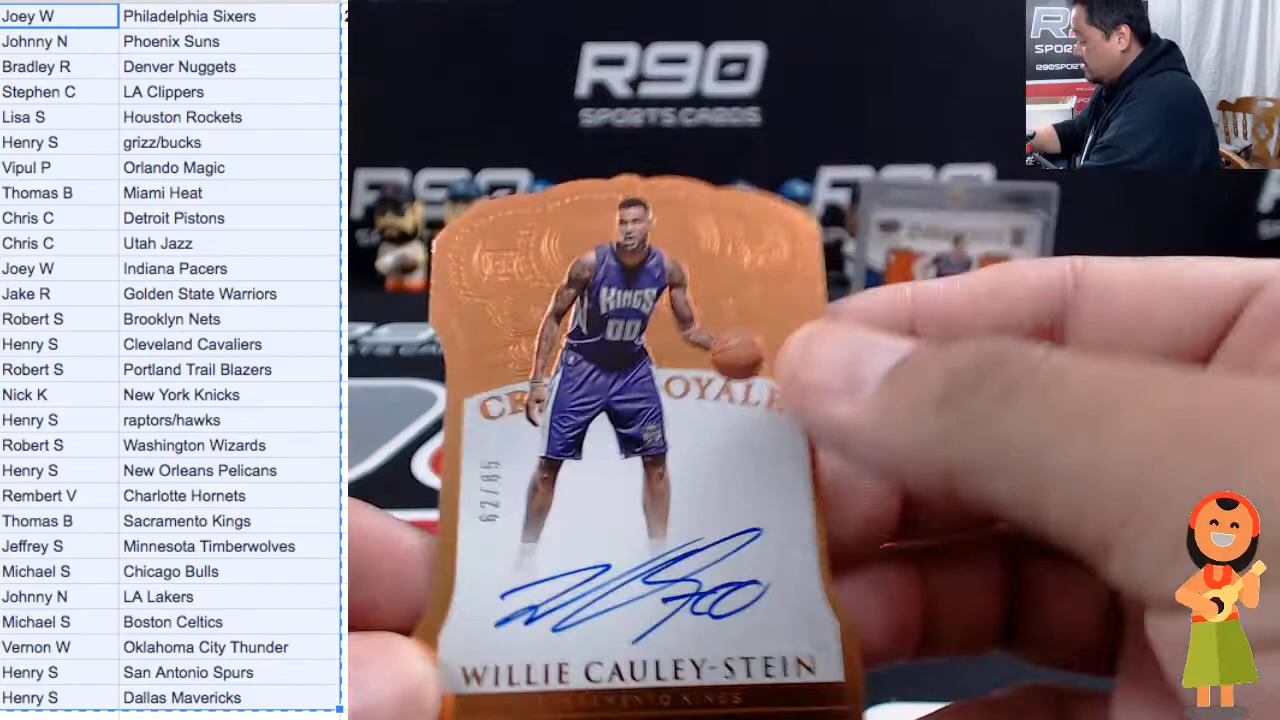 Joey W Philadelphia Sixers
Johnny N Phoenix Suns
Bradley R Denver Nuggets
Stephen C LA Clippers
Lisa S Houston Rockets
Henry S grizz/bucks
Vipul P Orlando Magic
Thomas B Miami Heat
Chris C Detroit Pistons
Chris C Utah Jazz
Joey W Indiana Pacers
Jake R Golden State Warriors
Robert S Brooklyn Nets
Henry S Cleveland Cavaliers
Robert S Portland Trail Blazers
Nick K New York Knicks
Henry S raptors/hawks
Robert S Washington Wizards
Henry S New Orleans Pelicans
Rembert V Charlotte Hornets
Thomas B Sacramento Kings
Jeffrey S Minnesota Timberwolves
Michael S Chicago Bulls
Johnny N LA Lakers
Michael S Boston Celtics
Vernon W Oklahoma City Thunder
Henry S San Antonio Spurs
Henry S Dallas Mavericks
R90
SPORTS CARDS
KINGS
00
WILLIE CAULEY-STEIN